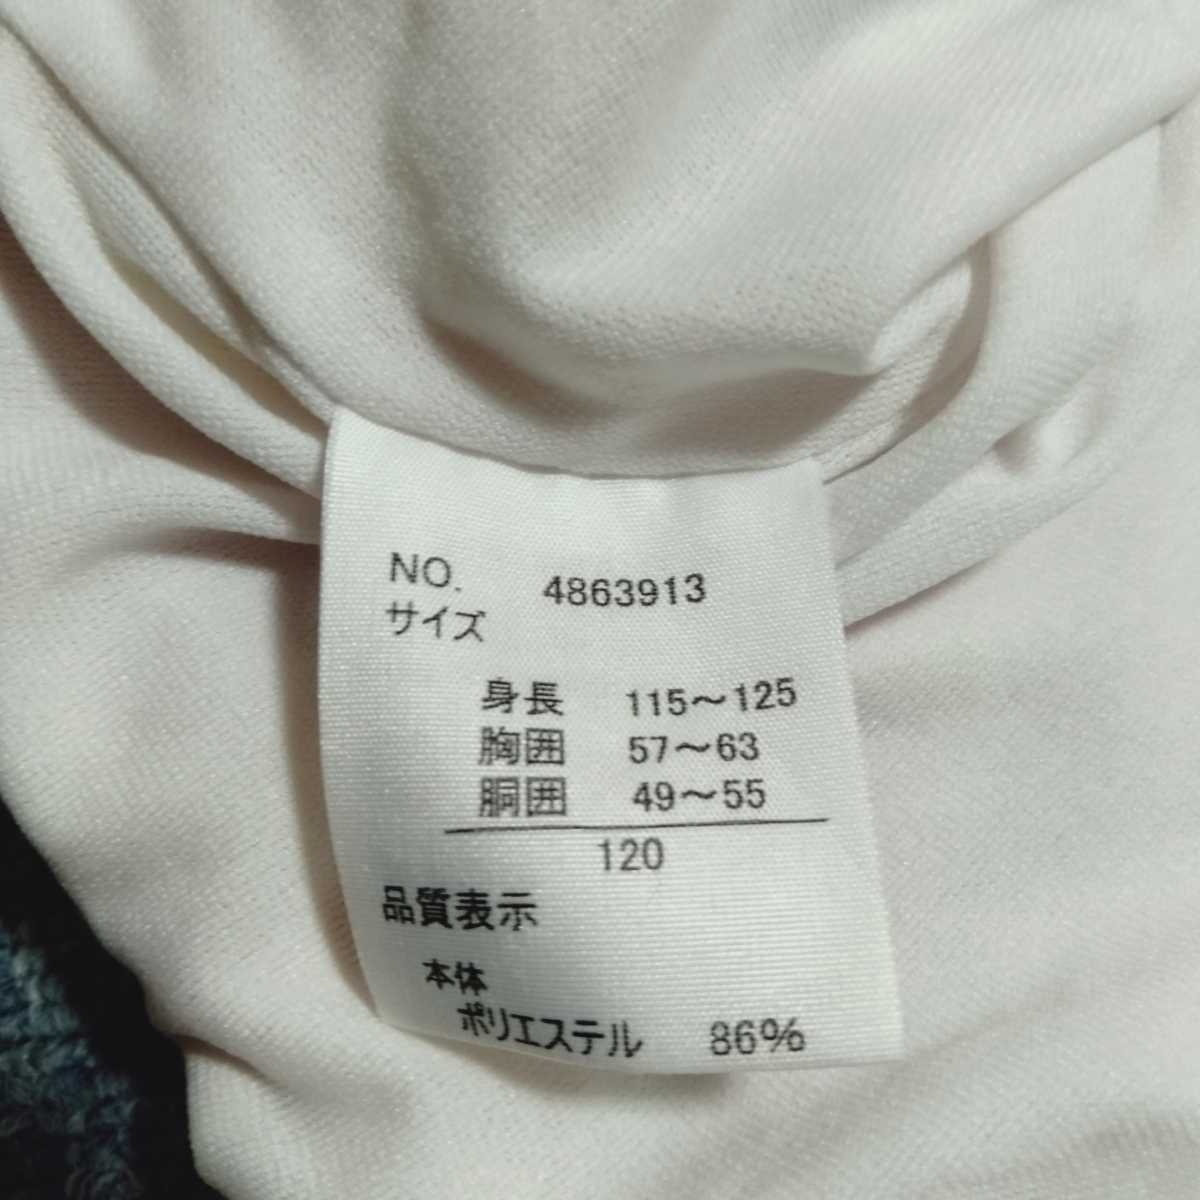 NO. 4863913
サイズ
身長 115～125
胸囲 57～63
胴囲 49～55
120
品質表示
本体
ポリエステル 86%